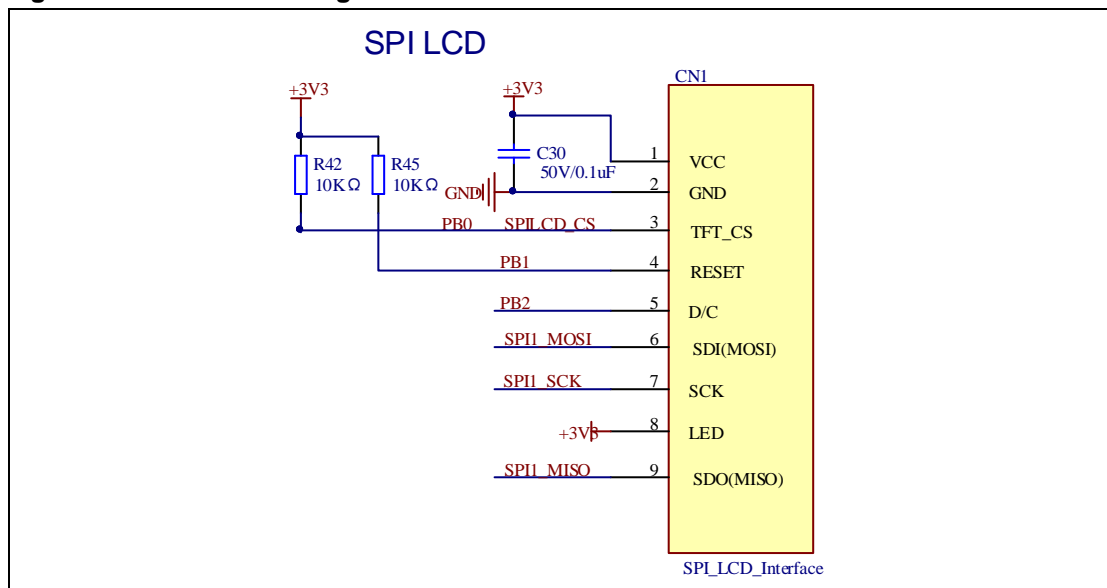 SPI LCD
CN1
+3V3
+3V3
R42
10KΩ
R45
10KΩ
C30
50V/0.1uF
GND
1 VCC
2 GND
PB0 SPILCD_CS 3 TFT_CS
PB1 4 RESET
PB2 5 D/C
SPI1_MOSI 6 SDI(MOSI)
SPI1_SCK 7 SCK
+3V3 8 LED
SPI1_MISO 9 SDO(MISO)
SPI_LCD_Interface